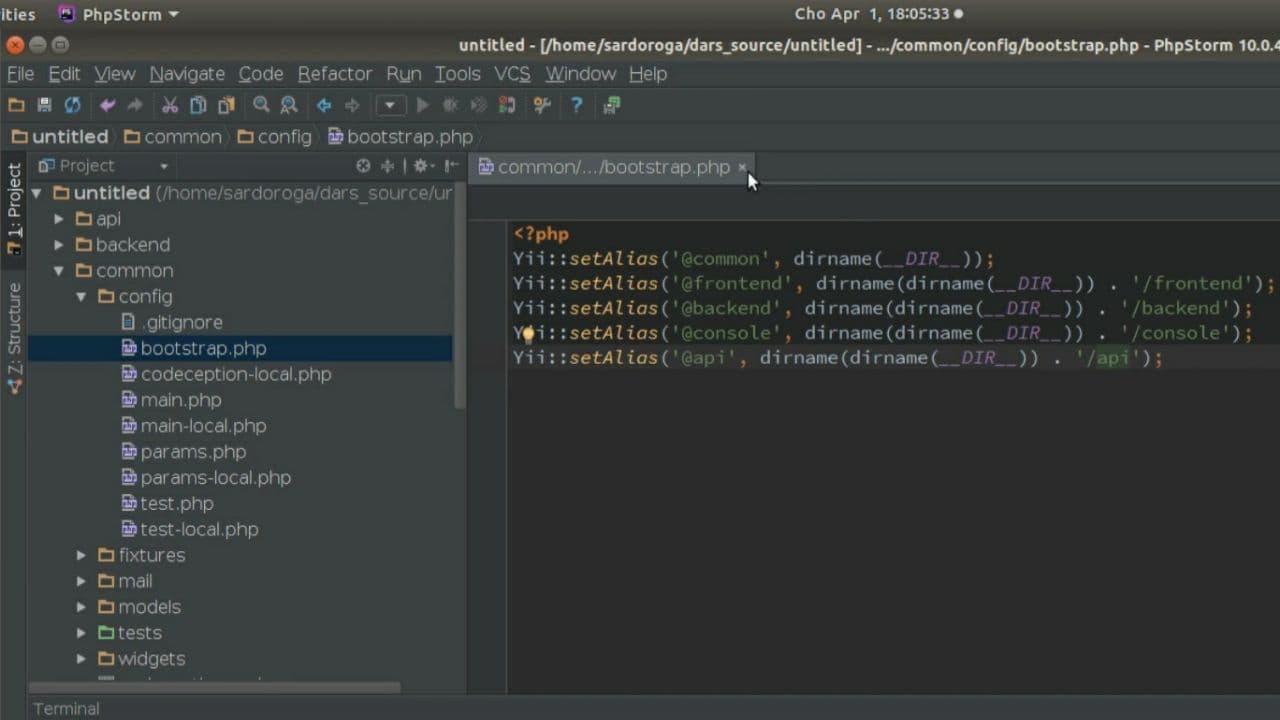 ities PhpStorm Cho Apr 1, 18:05:33
untitled - [/home/sardoroga/dars_source/untitled] - .../common/config/bootstrap.php - PhpStorm 10.0.4
File Edit View Navigate Code Refactor Run Tools VCS Window Help
untitled common config bootstrap.php
1: Project
Z: Structure
Project
untitled (/home/sardoroga/dars_source/ur
api
backend
common
config
.gitignore
bootstrap.php
codeception-local.php
main.php
main-local.php
params.php
params-local.php
test.php
test-local.php
fixtures
mail
models
tests
widgets
common/.../bootstrap.php
<?php
Yii::setAlias('@common', dirname(__DIR__));
Yii::setAlias('@frontend', dirname(dirname(__DIR__)) . '/frontend');
Yii::setAlias('@backend', dirname(dirname(__DIR__)) . '/backend');
Yii::setAlias('@console', dirname(dirname(__DIR__)) . '/console');
Yii::setAlias('@api', dirname(dirname(__DIR__)) . '/api');
Terminal